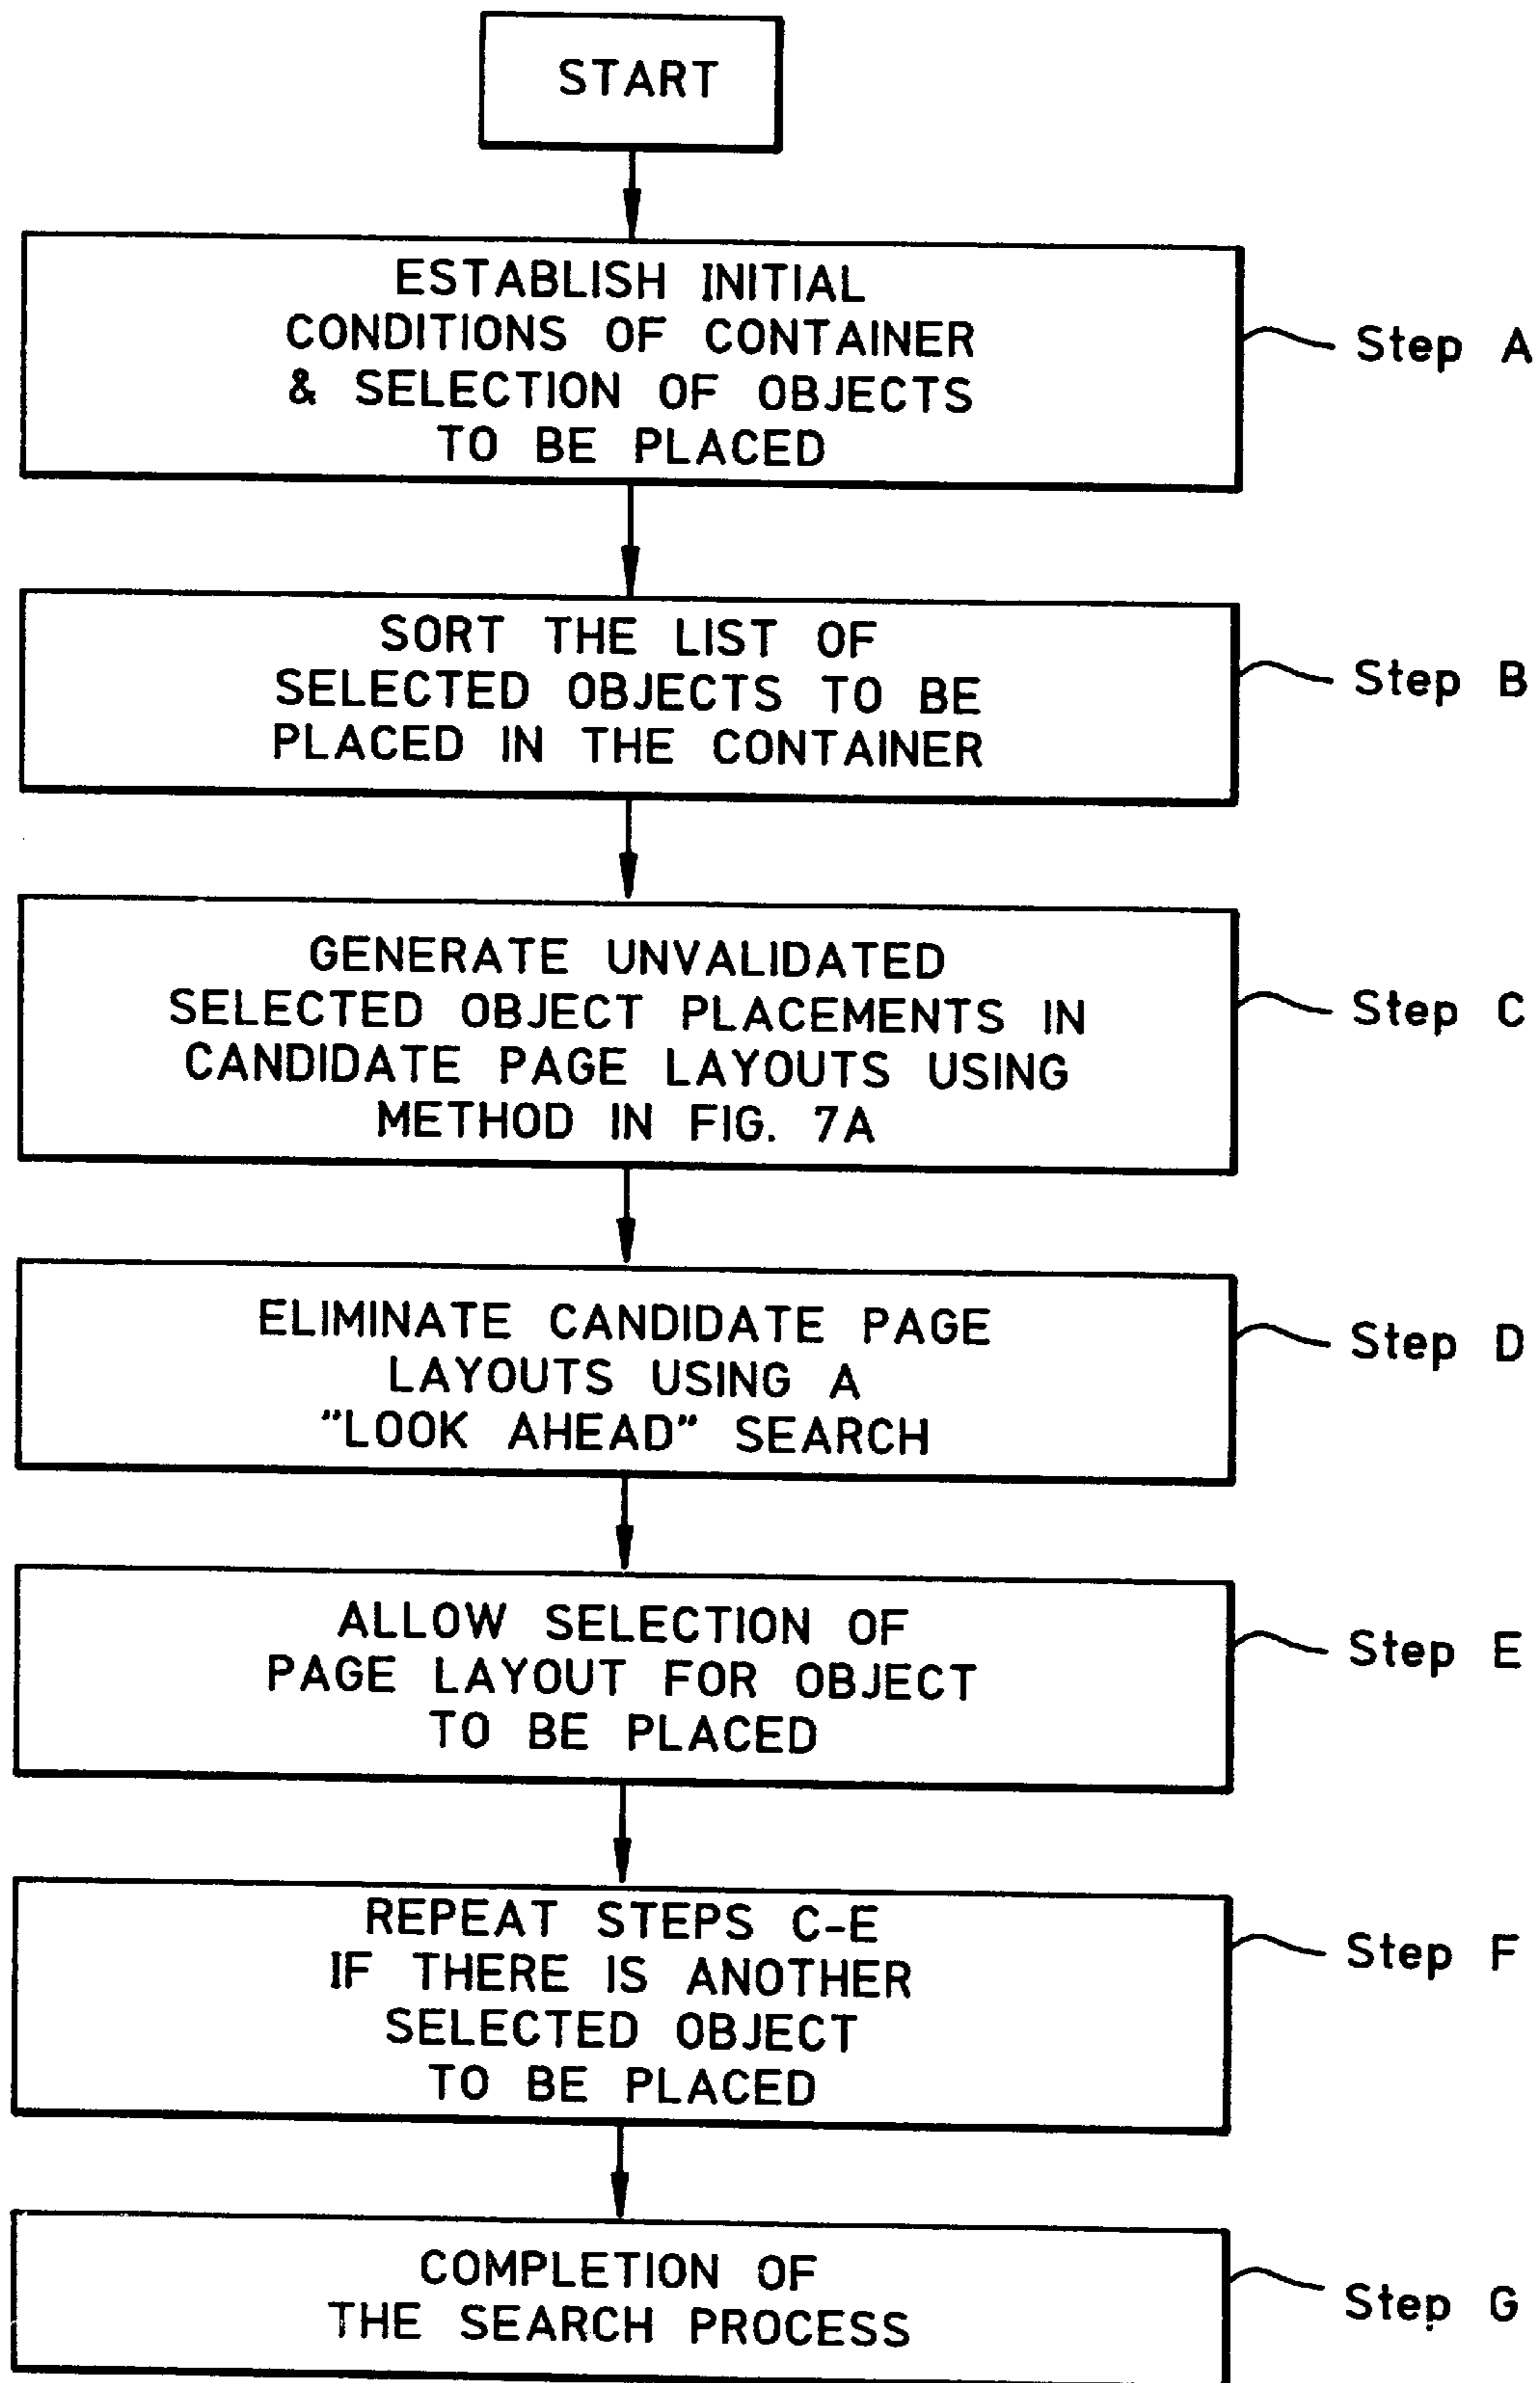 START
ESTABLISH INITIAL
CONDITIONS OF CONTAINER
& SELECTION OF OBJECTS
TO BE PLACED
Step A
SORT THE LIST OF
SELECTED OBJECTS TO BE
PLACED IN THE CONTAINER
Step B
GENERATE UNVALIDATED
SELECTED OBJECT PLACEMENTS IN
CANDIDATE PAGE LAYOUTS USING
METHOD IN FIG. 7A
Step C
ELIMINATE CANDIDATE PAGE
LAYOUTS USING A
"LOOK AHEAD" SEARCH
Step D
ALLOW SELECTION OF
PAGE LAYOUT FOR OBJECT
TO BE PLACED
Step E
REPEAT STEPS C-E
IF THERE IS ANOTHER
SELECTED OBJECT
TO BE PLACED
Step F
COMPLETION OF
THE SEARCH PROCESS
Step G